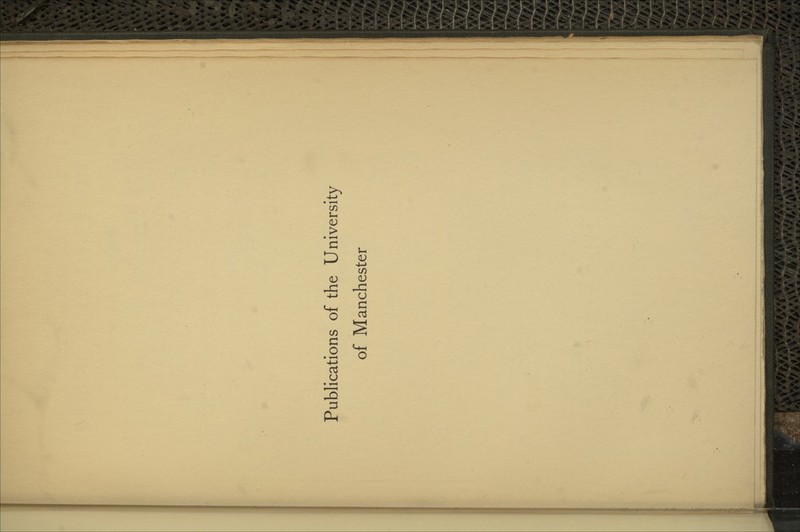 Publications of the University
of Manchester